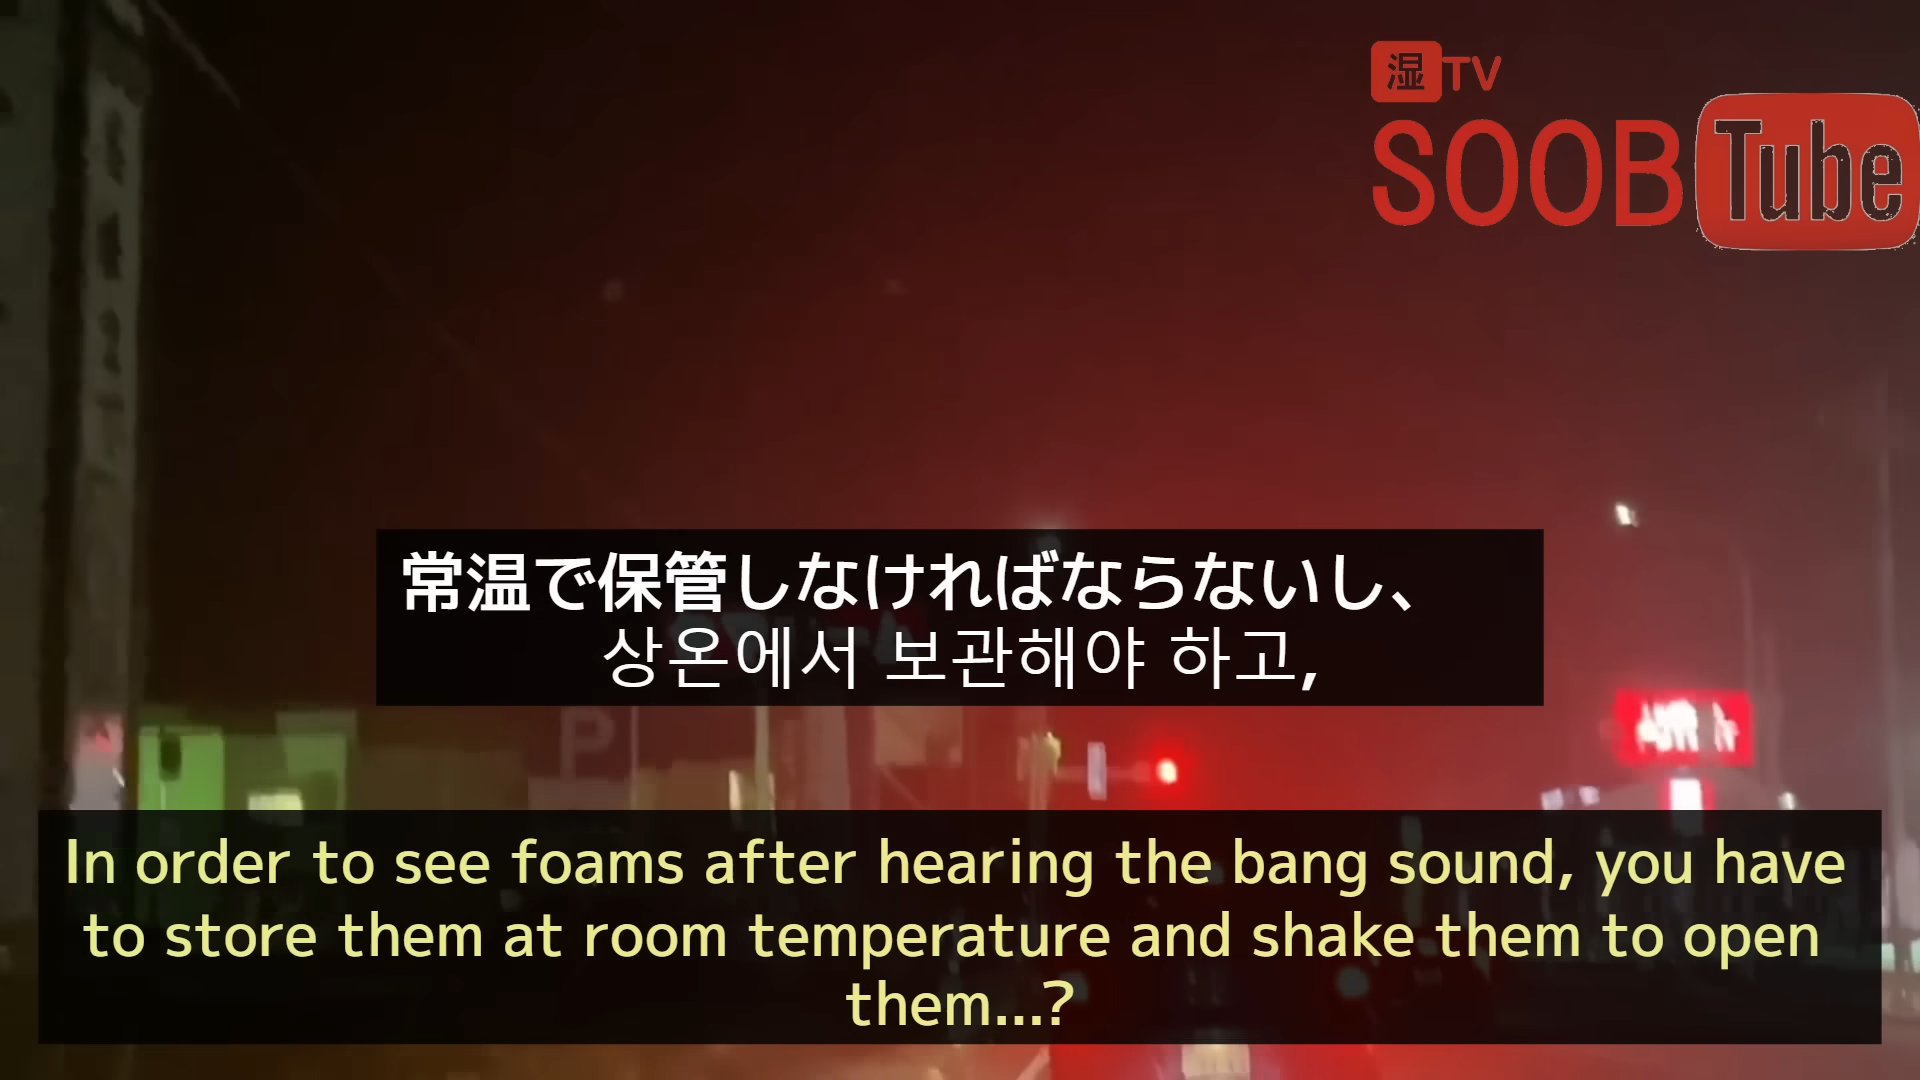 湿TV
SOOBTube
常温で保管しなければならないし、
상온에서 보관해야 하고,
P
In order to see foams after hearing the bang sound, you have
to store them at room temperature and shake them to open
them...?